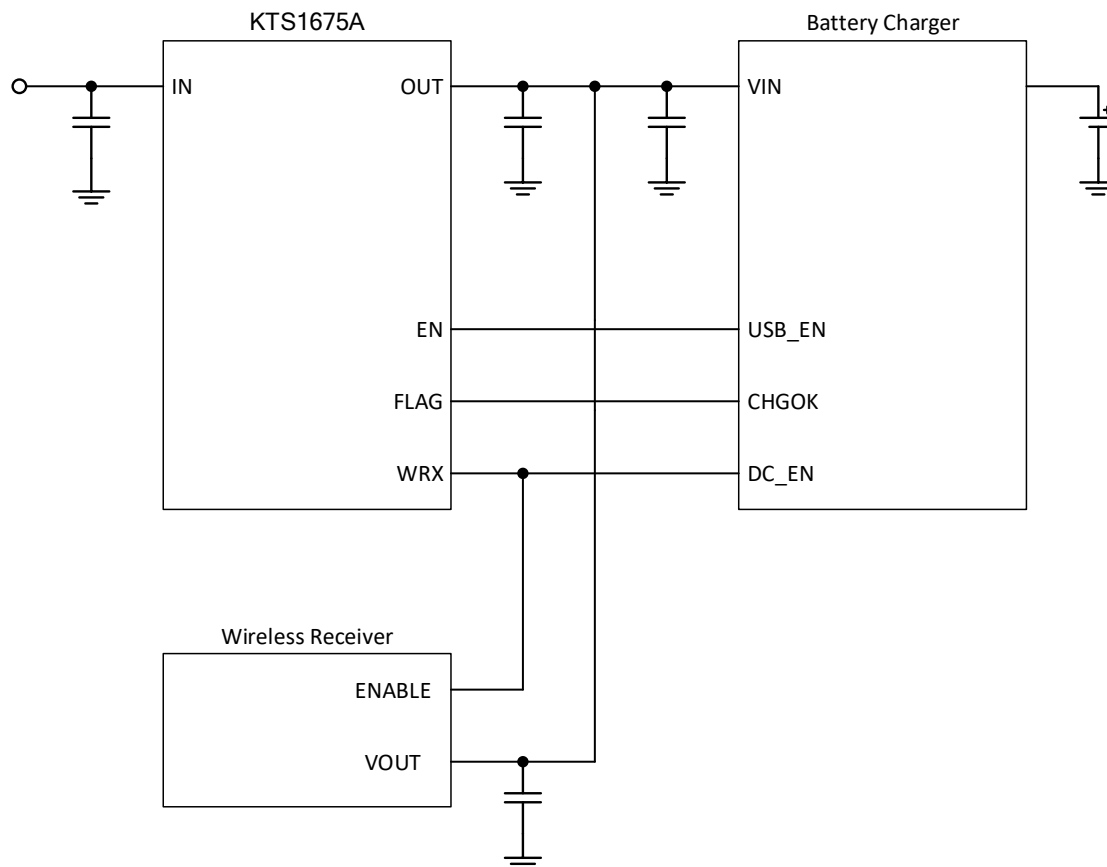 KTS1675A
Battery Charger
IN
OUT
VIN
+
EN
USB_EN
FLAG
CHGOK
WRX
DC_EN
Wireless Receiver
ENABLE
VOUT